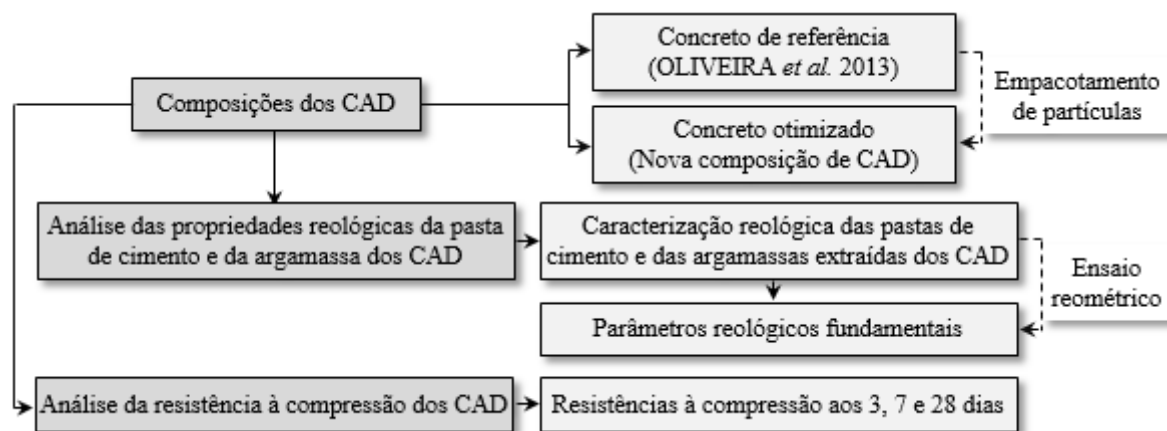 Concreto de referência
(OLIVEIRA et al. 2013)
Composições dos CAD
Empacotamento
de partículas
Concreto otimizado
(Nova composição de CAD)
Análise das propriedades reológicas da pasta
de cimento e da argamassa dos CAD
Caracterização reológica das pastas de
cimento e das argamassas extraídas dos CAD
Ensaio
reométrico
Parâmetros reológicos fundamentais
Análise da resistência à compressão dos CAD
Resistências à compressão aos 3, 7 e 28 dias